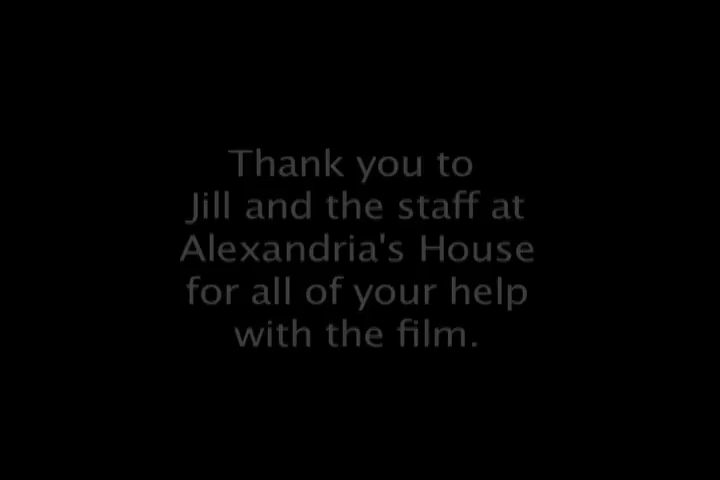 Thank you to
Jill and the staff at
Alexandria's House
for all of your help
with the film.